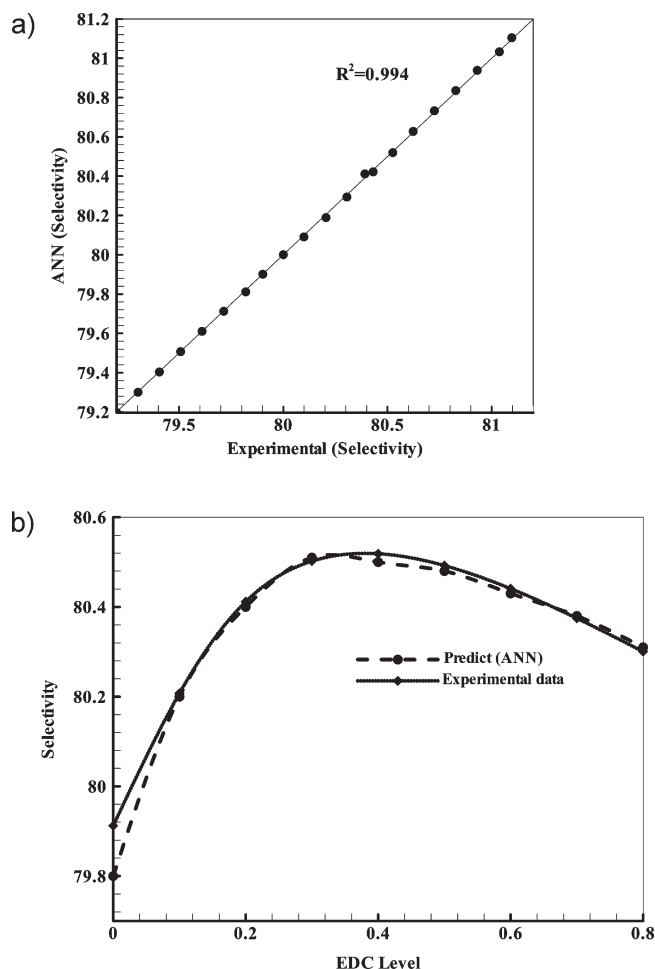 a)
81.2
81
80.8
80.6
80.4
80.2
80
79.8
79.6
79.4
79.2
R²=0.994
ANN (Selectivity)
79.5 80 80.5 81
Experimental (Selectivity)
b)
80.6
80.4
80.2
80
79.8
Selectivity
Predict (ANN)
Experimental data
0 0.2 0.4 0.6 0.8
EDC Level